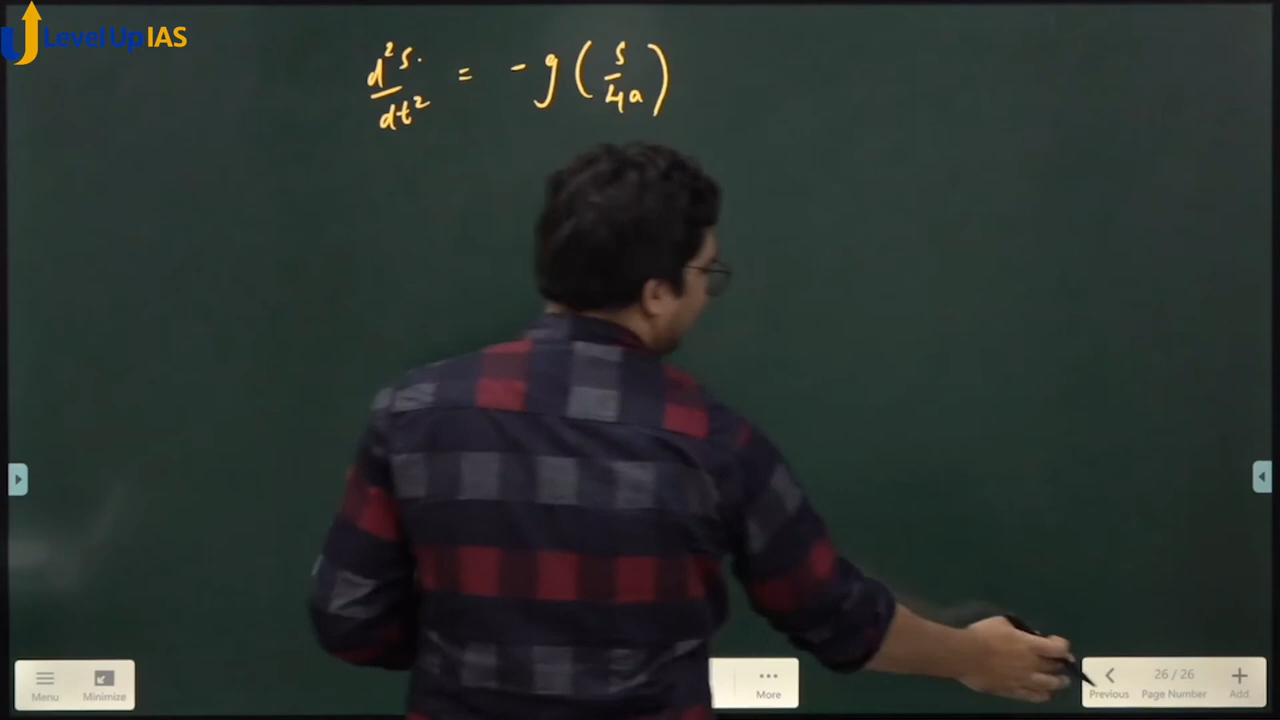 Level Up IAS
d²s. / dt² = -g (s / 4a)
Menu Minimize
More
Previous 26 / 26 Page Number Add